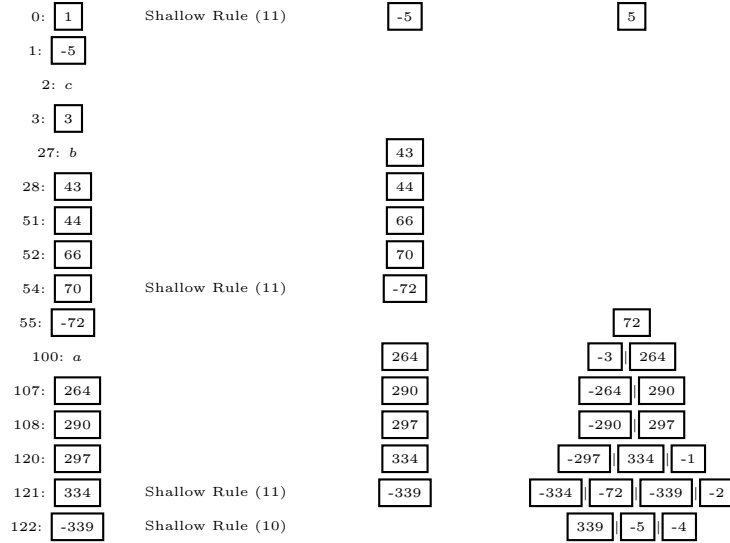 0: 1 Shallow Rule (11) -5 5
1: -5
2: c
3: 3
27: b 43
28: 43 44
51: 44 66
52: 66 70
54: 70 Shallow Rule (11) -72
55: -72 72
100: a 264 -3 | 264
107: 264 290 -264 | 290
108: 290 297 -290 | 297
120: 297 334 -297 | 334 | -1
121: 334 Shallow Rule (11) -339 -334 | -72 | -339 | -2
122: -339 Shallow Rule (10) 339 | -5 | -4